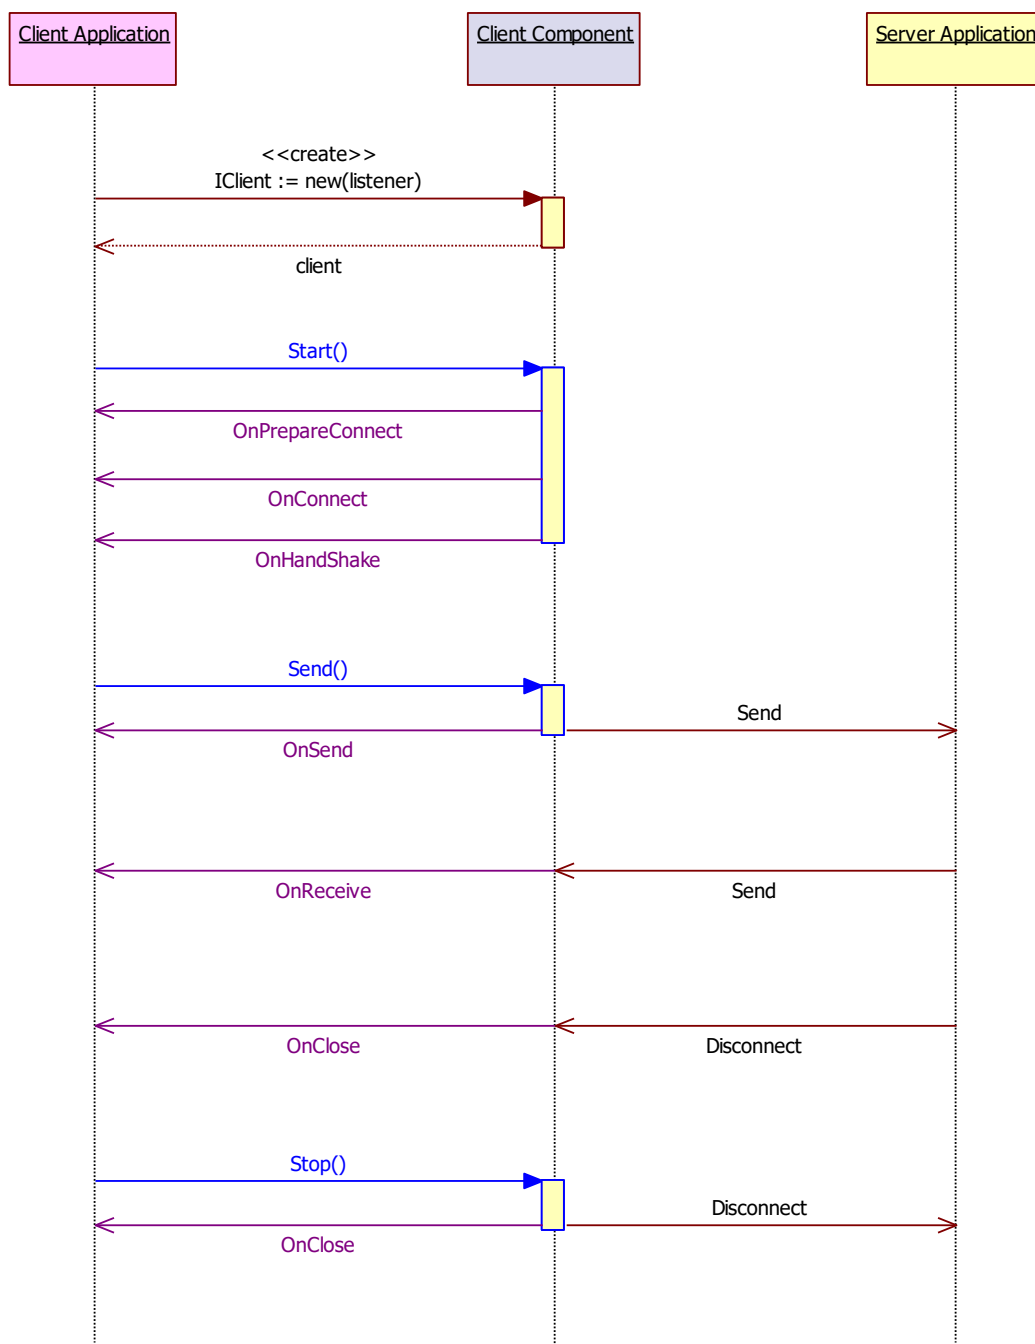 Client Application
Client Component
Server Application
<<create>>
IClient := new(listener)
client
Start()
OnPrepareConnect
OnConnect
OnHandShake
Send()
Send
OnSend
OnReceive
Send
OnClose
Disconnect
Stop()
Disconnect
OnClose